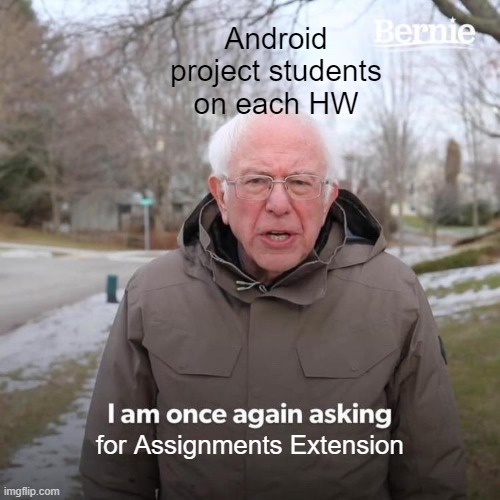 Bernie
Android
project students
on each HW
I am once again asking
for Assignments Extension
imgflip.com